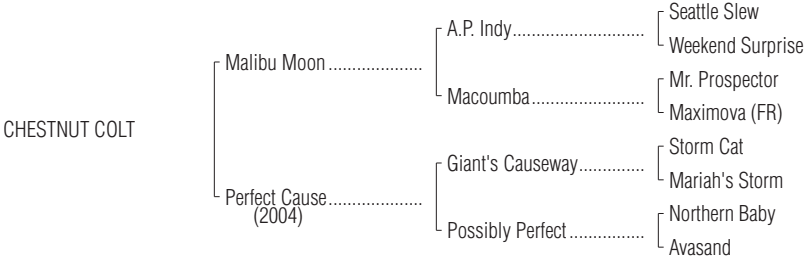 Seattle Slew
A.P. Indy..........................
Weekend Surprise
Malibu Moon .....................
Mr. Prospector
Macoumba.........................
Maximova (FR)
CHESTNUT COLT
Storm Cat
Giant's Causeway...............
Mariah's Storm
Perfect Cause.....................
(2004)
Northern Baby
Possibly Perfect.................
Avasand